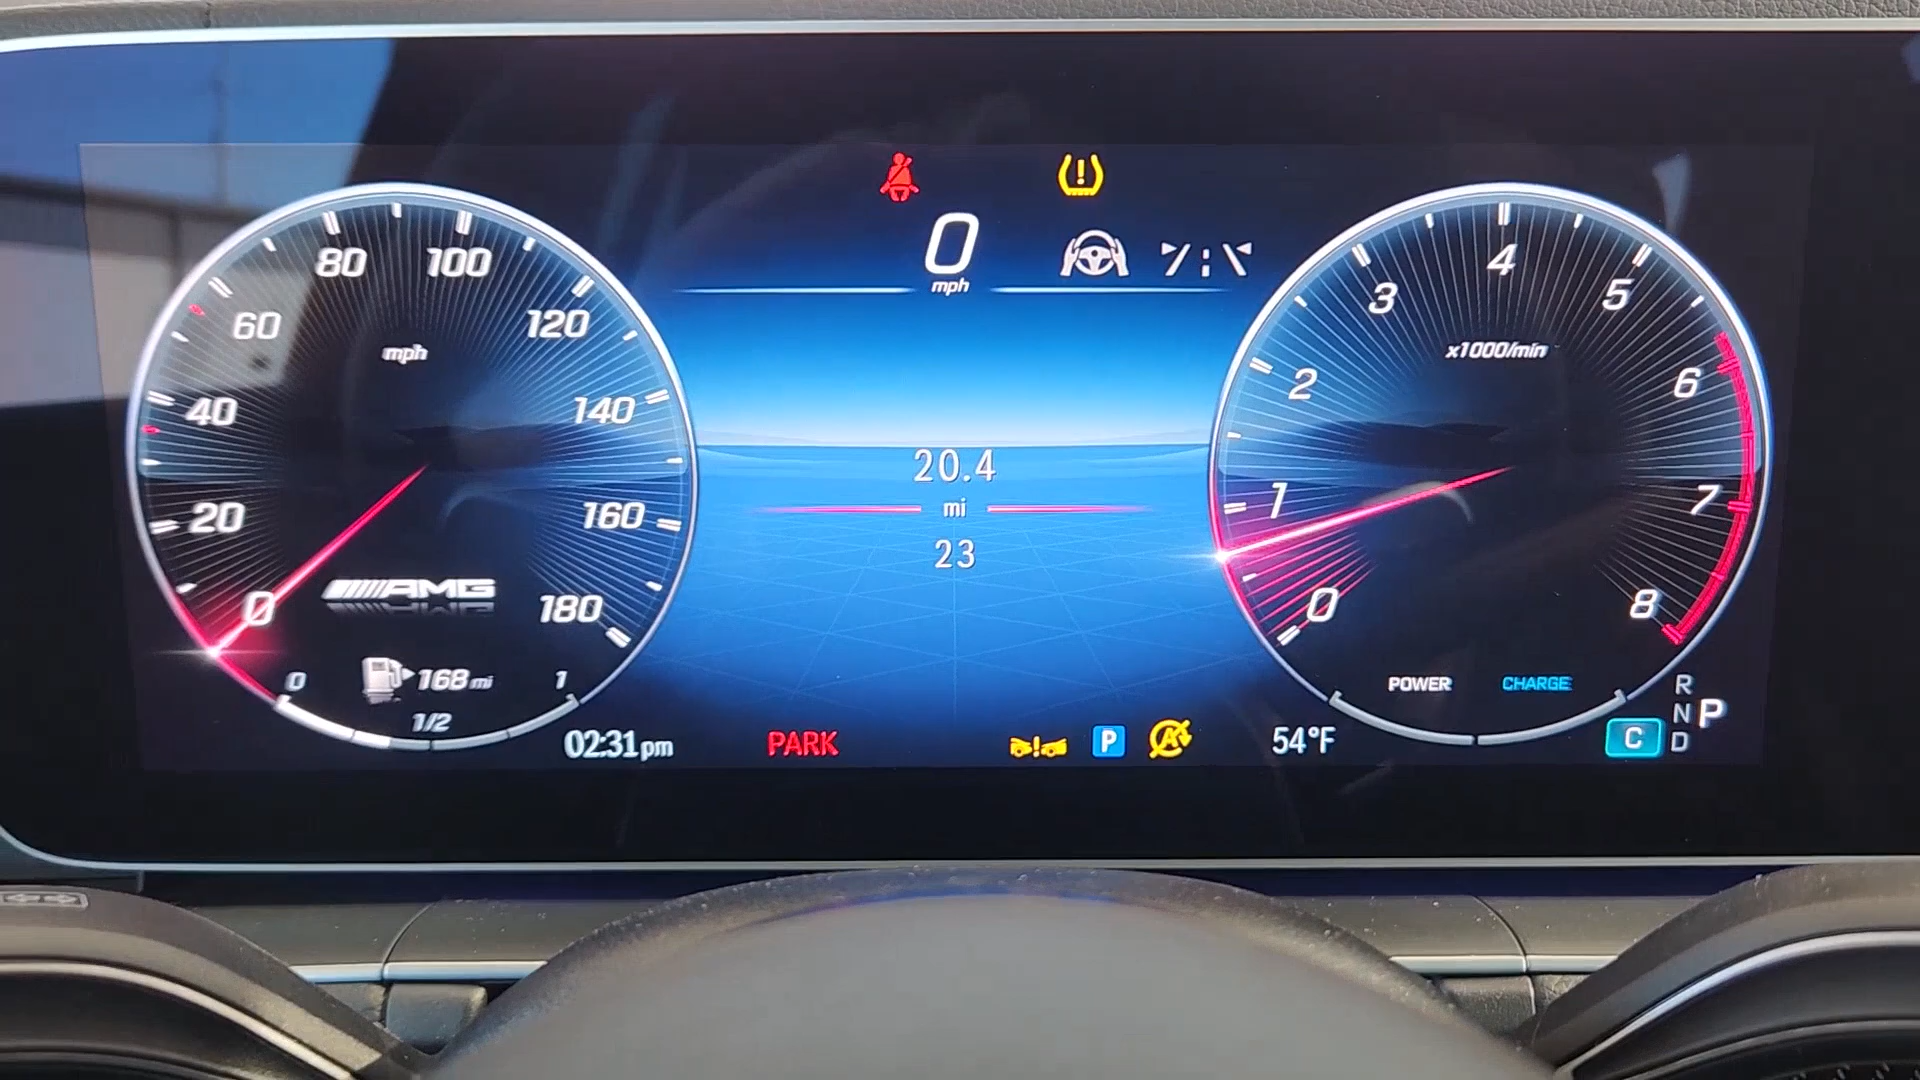 0
mph
80 100
60 120
mph
40 140
20 160
AMG
0 180
0 168 mi 1
1/2
02:31pm
PARK
20.4
mi
23
P
A
54°F
4
3 5
x1000/min
2 6
1 7
0 8
POWER CHARGE
R
N P
C D